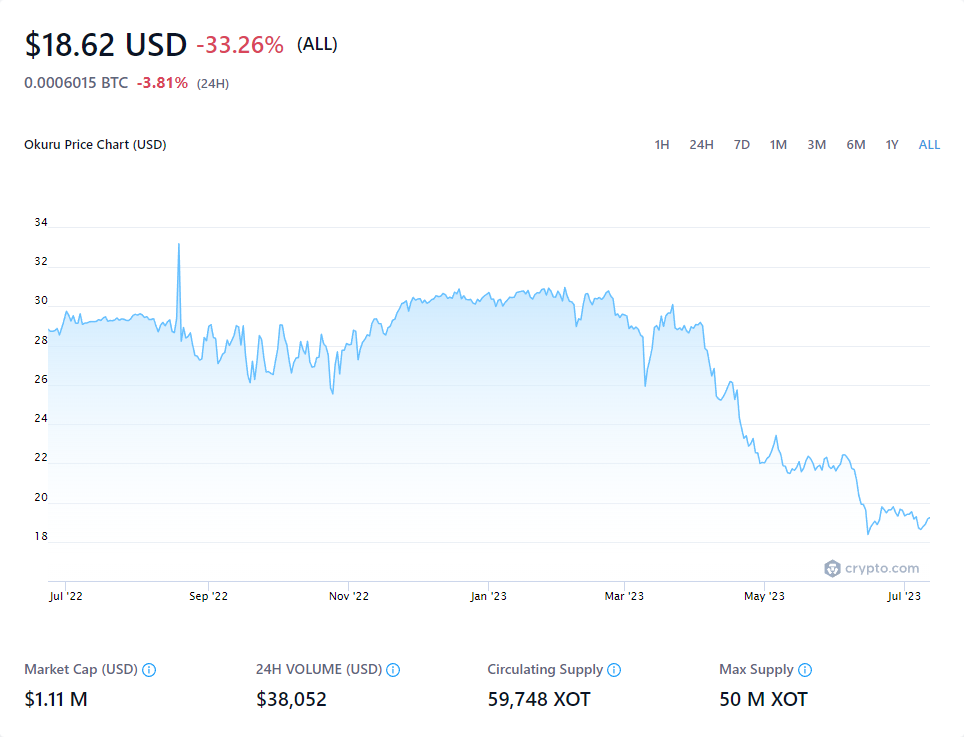 $18.62 USD -33.26% (ALL)
0.0006015 BTC -3.81% (24H)
Okuru Price Chart (USD) 1H 24H 7D 1M 3M 6M 1Y ALL
34
32
30
28
26
24
22
20
18
crypto.com
Jul '22 Sep '22 Nov '22 Jan '23 Mar '23 May '23 Jul '23
Market Cap (USD) 24H VOLUME (USD) Circulating Supply Max Supply
$1.11 M $38,052 59,748 XOT 50 M XOT